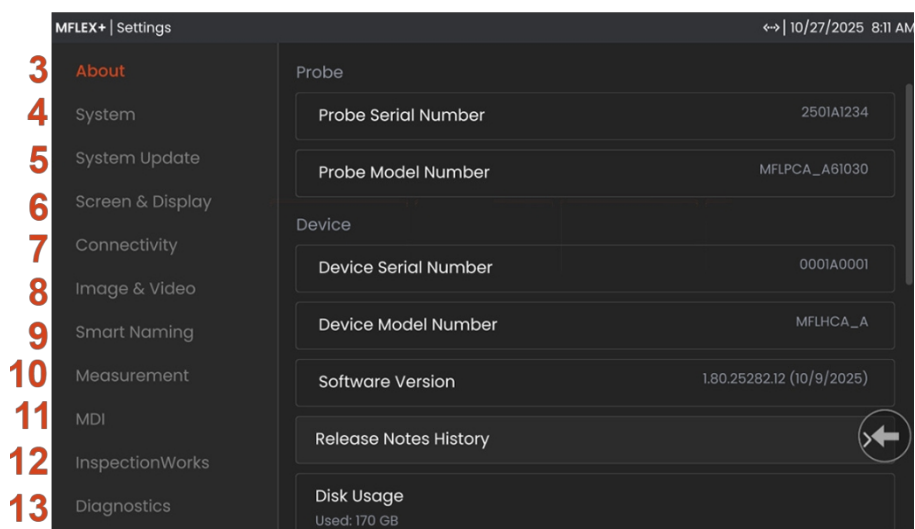 MFLEX+ | Settings
<··>| 10/27/2025 8:11 AM
3 About
4 System
5 System Update
6 Screen & Display
7 Connectivity
8 Image & Video
9 Smart Naming
10 Measurement
11 MDI
12 InspectionWorks
13 Diagnostics
Probe
Probe Serial Number 2501A1234
Probe Model Number MFLPCA_A61030
Device
Device Serial Number 0001A0001
Device Model Number MFLHCA_A
Software Version 1.80.25282.12 (10/9/2025)
Release Notes History
Disk Usage
Used: 170 GB